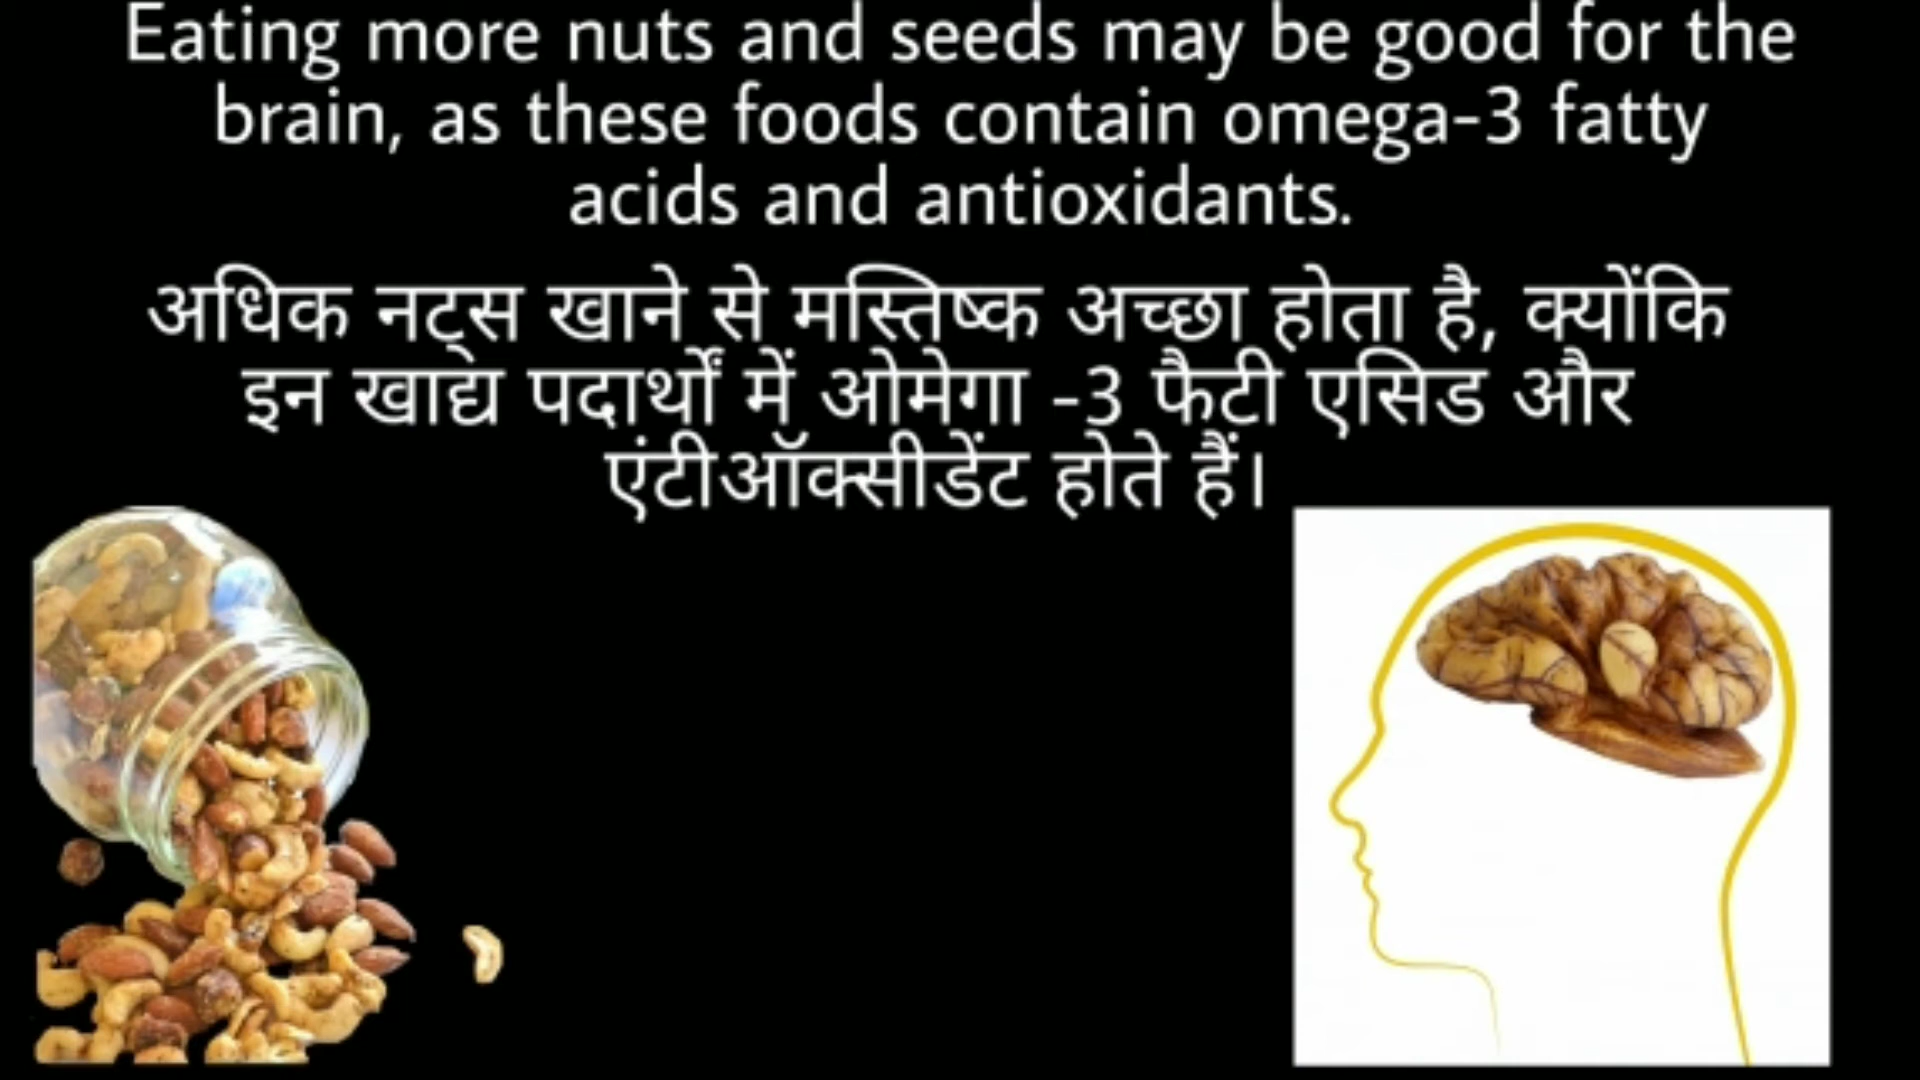 Eating more nuts and seeds may be good for the
brain, as these foods contain omega-3 fatty
acids and antioxidants.
अधिक नट्स खाने से मस्तिष्क अच्छा होता है, क्योंकि
इन खाद्य पदार्थों में ओमेगा -3 फैटी एसिड और
एंटीऑक्सीडेंट होते हैं।